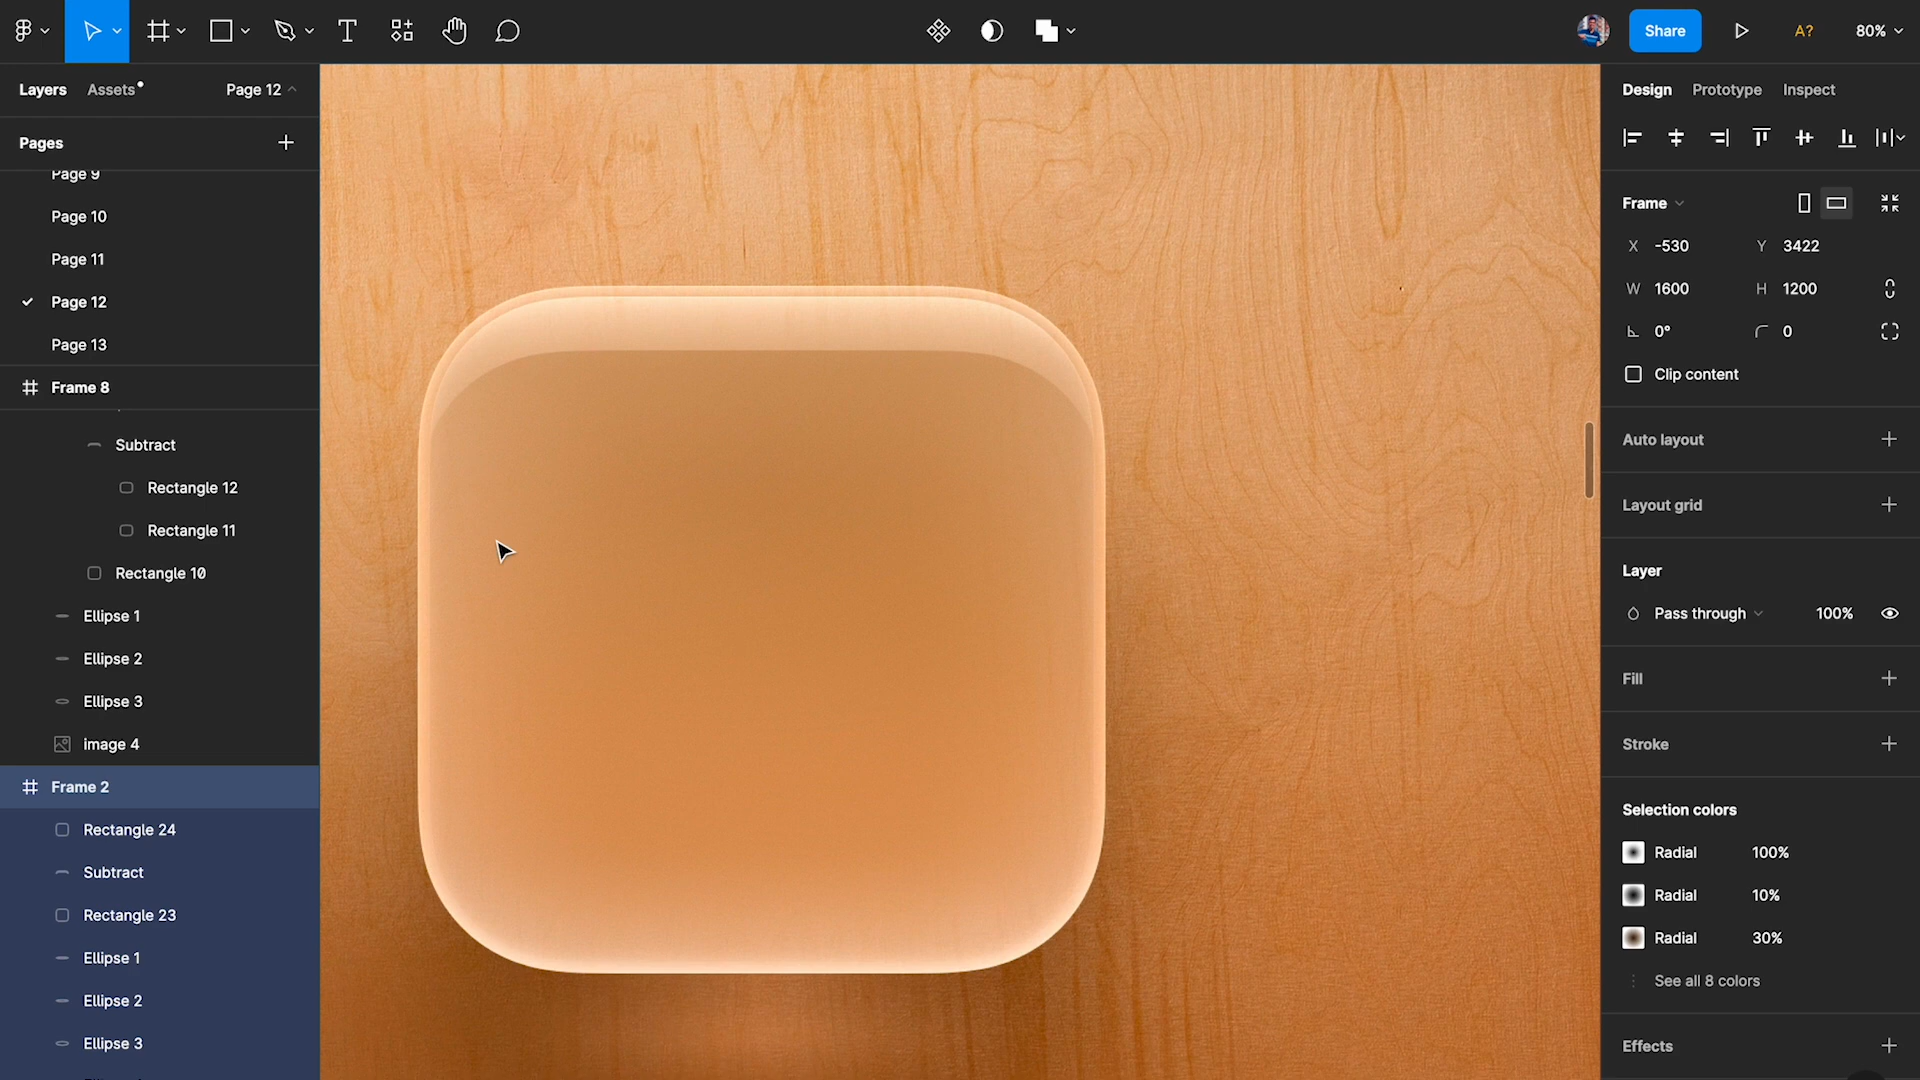 Share
A?
80%
Layers
Assets
Page 12
Pages
Page 9
Page 10
Page 11
Page 12
Page 13
Frame 8
Subtract
Rectangle 12
Rectangle 11
Rectangle 10
Ellipse 1
Ellipse 2
Ellipse 3
image 4
Frame 2
Rectangle 24
Subtract
Rectangle 23
Ellipse 1
Ellipse 2
Ellipse 3
Design Prototype Inspect
Frame
X -530 Y 3422
W 1600 H 1200
0° 0
Clip content
Auto layout
Layout grid
Layer
Pass through 100%
Fill
Stroke
Selection colors
Radial 100%
Radial 10%
Radial 30%
See all 8 colors
Effects